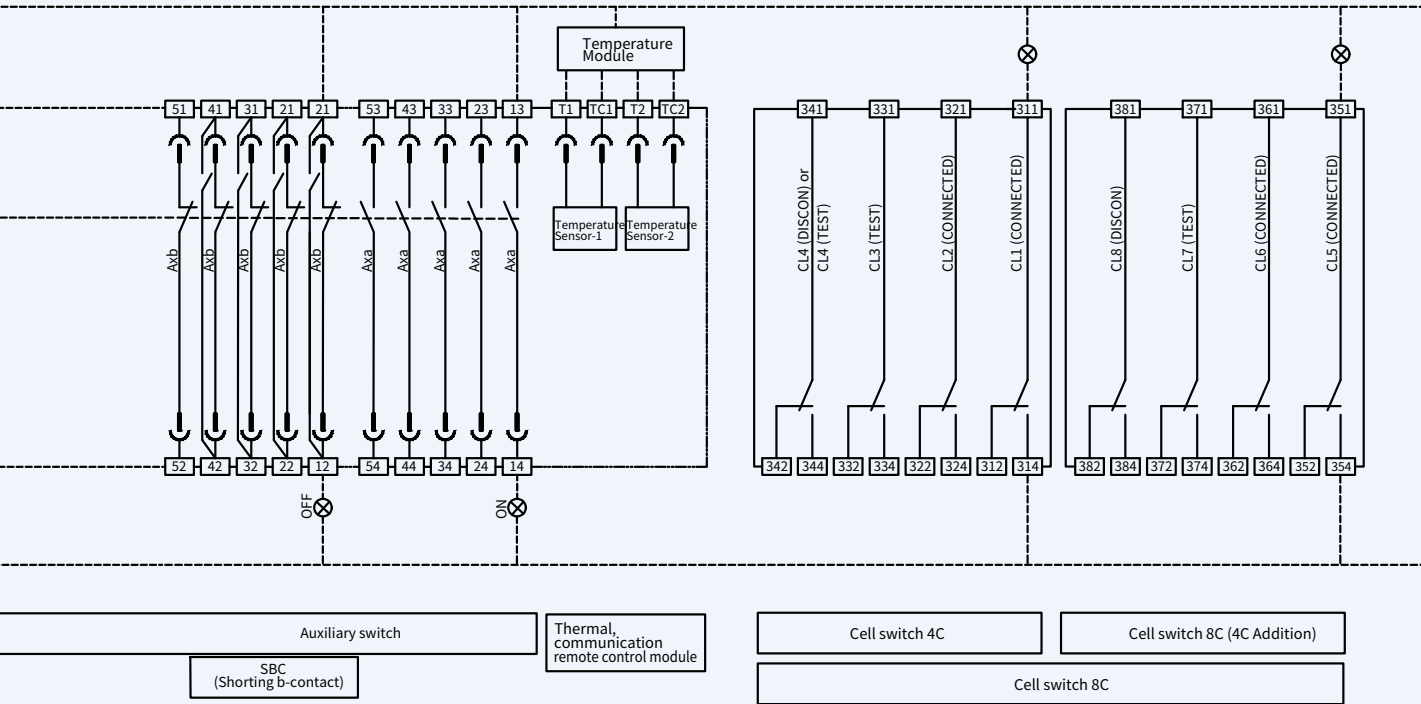 Temperature
Module
51 41 31 21 21 53 43 33 23 13 T1 TC1 T2 TC2
341 331 321 311 381 371 361 351
Axb Axb Axb Axb Axb Axa Axa Axa Axa Axa
Temperature
Sensor-1
Temperature
Sensor-2
CL4 (DISCON) or
CL4 (TEST)
CL3 (TEST)
CL2 (CONNECTED)
CL1 (CONNECTED)
CL8 (DISCON)
CL7 (TEST)
CL6 (CONNECTED)
CL5 (CONNECTED)
52 42 32 22 12 54 44 34 24 14
342 344 332 334 322 324 312 314 382 384 372 374 362 364 352 354
OFF
ON
Auxiliary switch
SBC
(Shorting b-contact)
Thermal,
communication
remote control module
Cell switch 4C
Cell switch 8C (4C Addition)
Cell switch 8C